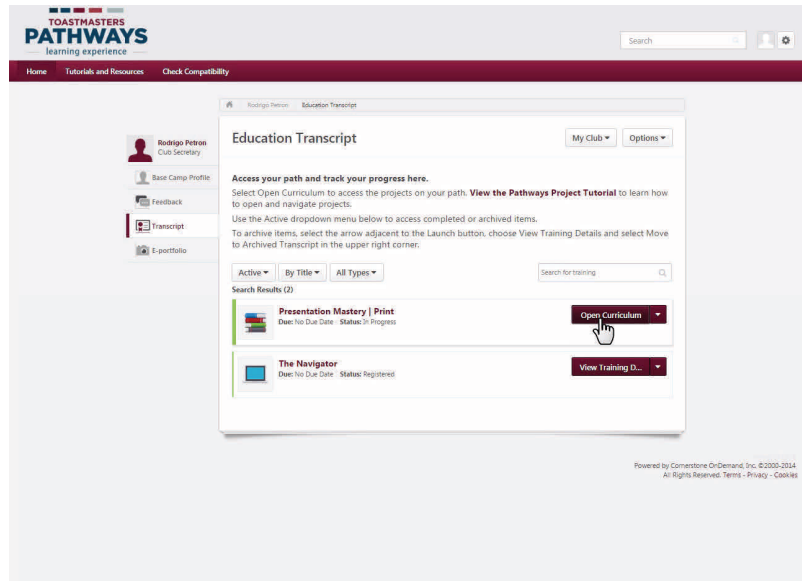 TOASTMASTERS
PATHWAYS
learning experience
Search
Home Tutorials and Resources Check Compatibility
Rodrigo Petron Education Transcript
Rodrigo Petron
Club Secretary
Base Camp Profile
Feedback
Transcript
E-portfolio
Education Transcript
My Club Options
Access your path and track your progress here.
Select Open Curriculum to access the projects on your path. View the Pathways Project Tutorial to learn how
to open and navigate projects.
Use the Active dropdown menu below to access completed or archived items.
To archive items, select the arrow adjacent to the Launch button, choose View Training Details and select Move
to Archived Transcript in the upper right corner.
Active By Title All Types Search for training
Search Results (2)
Presentation Mastery | Print
Due: No Due Date Status: In Progress
Open Curriculum
The Navigator
Due: No Due Date Status: Registered
View Training D...
Powered by Cornerstone OnDemand, Inc. ©2000-2014
All Rights Reserved. Terms - Privacy - Cookies